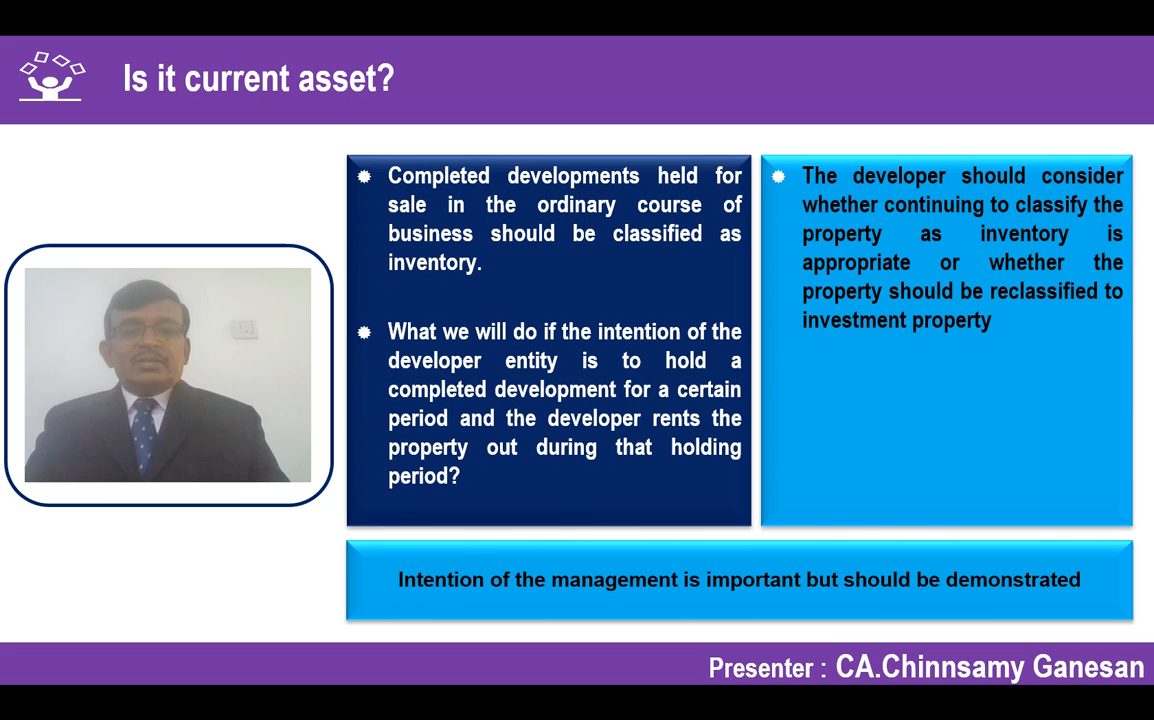 Is it current asset?
Completed developments held for
sale in the ordinary course of
business should be classified as
inventory.
What we will do if the intention of the
developer entity is to hold a
completed development for a certain
period and the developer rents the
property out during that holding
period?
The developer should consider
whether continuing to classify the
property as inventory is
appropriate or whether the
property should be reclassified to
investment property
Intention of the management is important but should be demonstrated
Presenter : CA.Chinnsamy Ganesan